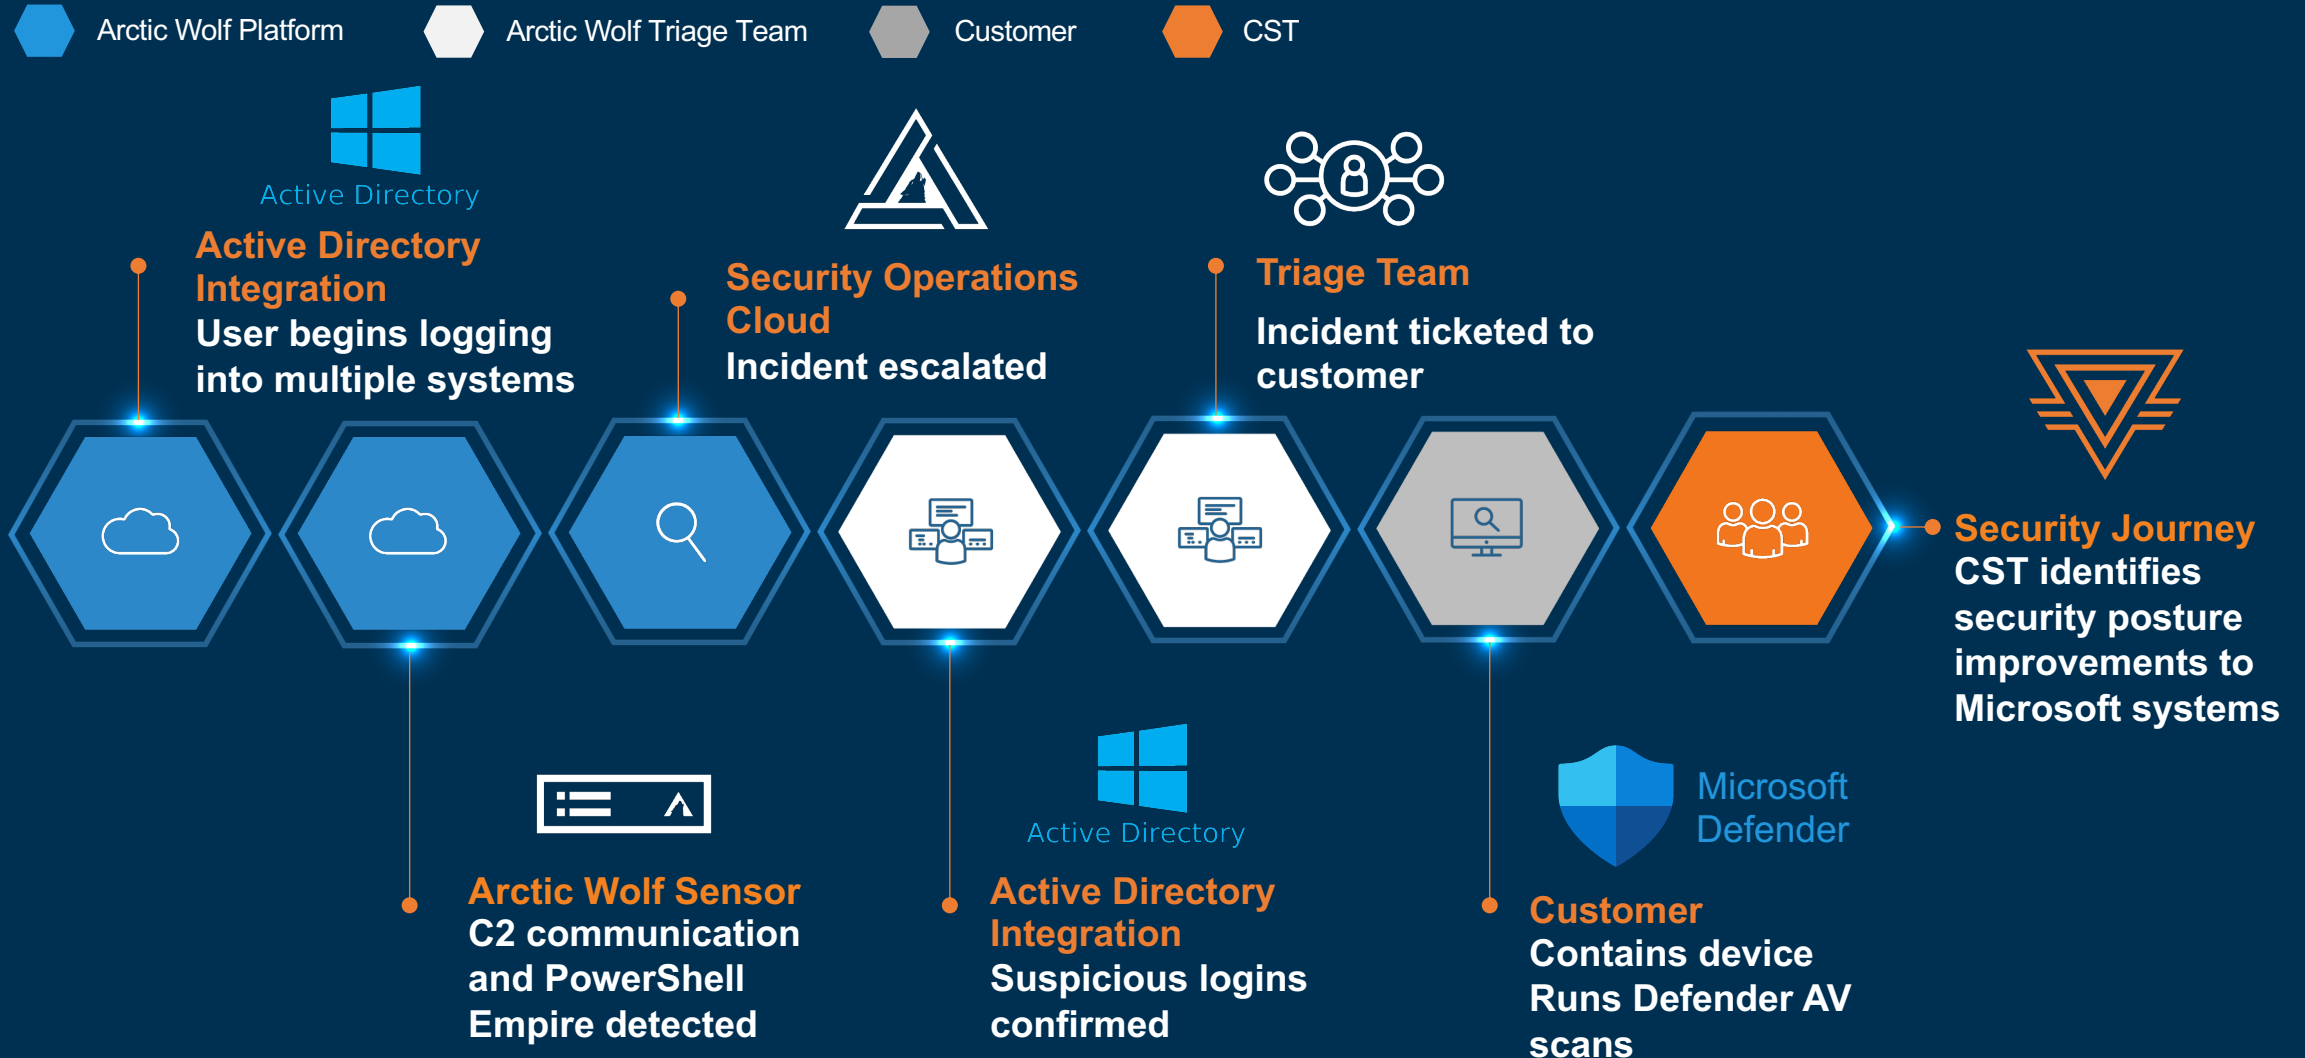 Arctic Wolf Platform
Arctic Wolf Triage Team
Customer
CST
Active Directory
Active Directory
Integration
User begins logging
into multiple systems
Security Operations
Cloud
Incident escalated
Triage Team
Incident ticketed to
customer
Security Journey
CST identifies
security posture
improvements to
Microsoft systems
Arctic Wolf Sensor
C2 communication
and PowerShell
Empire detected
Active Directory
Active Directory
Integration
Suspicious logins
confirmed
Microsoft
Defender
Customer
Contains device
Runs Defender AV
scans